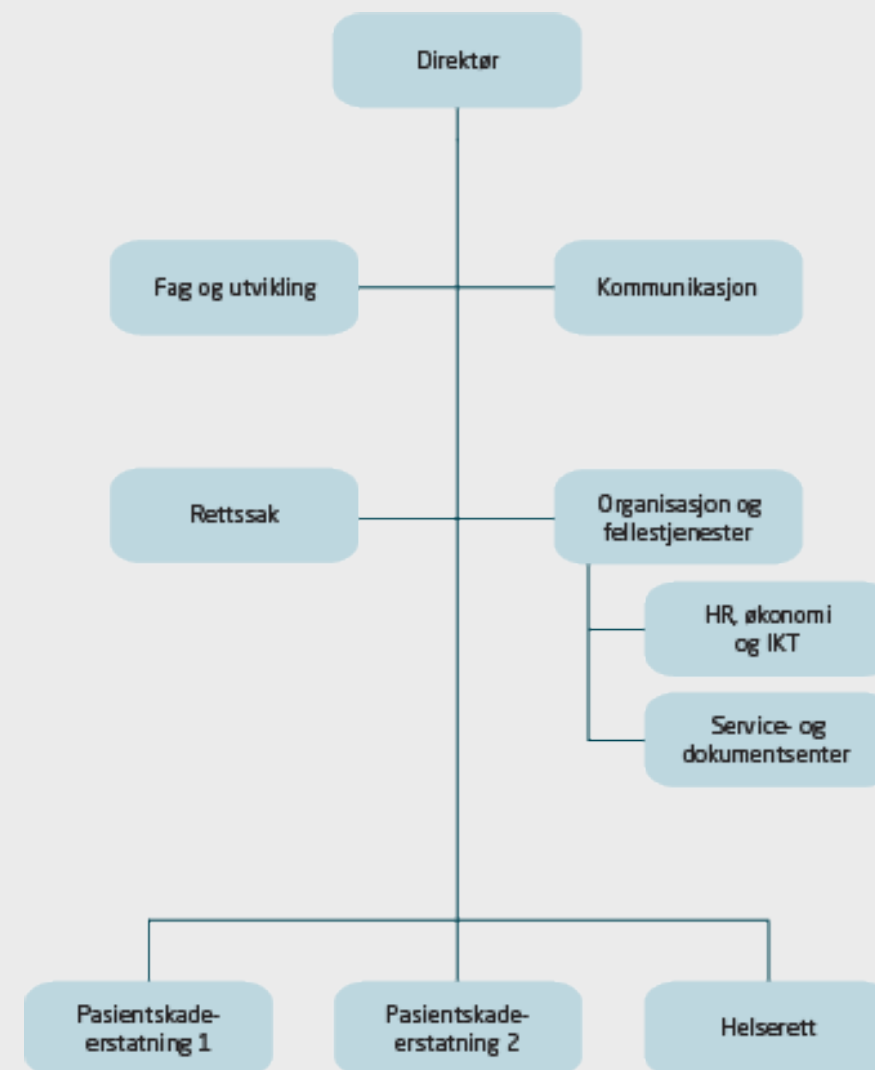 Direktør
Fag og utvikling
Kommunikasjon
Rettssak
Organisasjon og
fellestjenester
HR, økonomi
og IKT
Service- og
dokumentsenter
Pasientskade-
erstatning 1
Pasientskade-
erstatning 2
Helserett